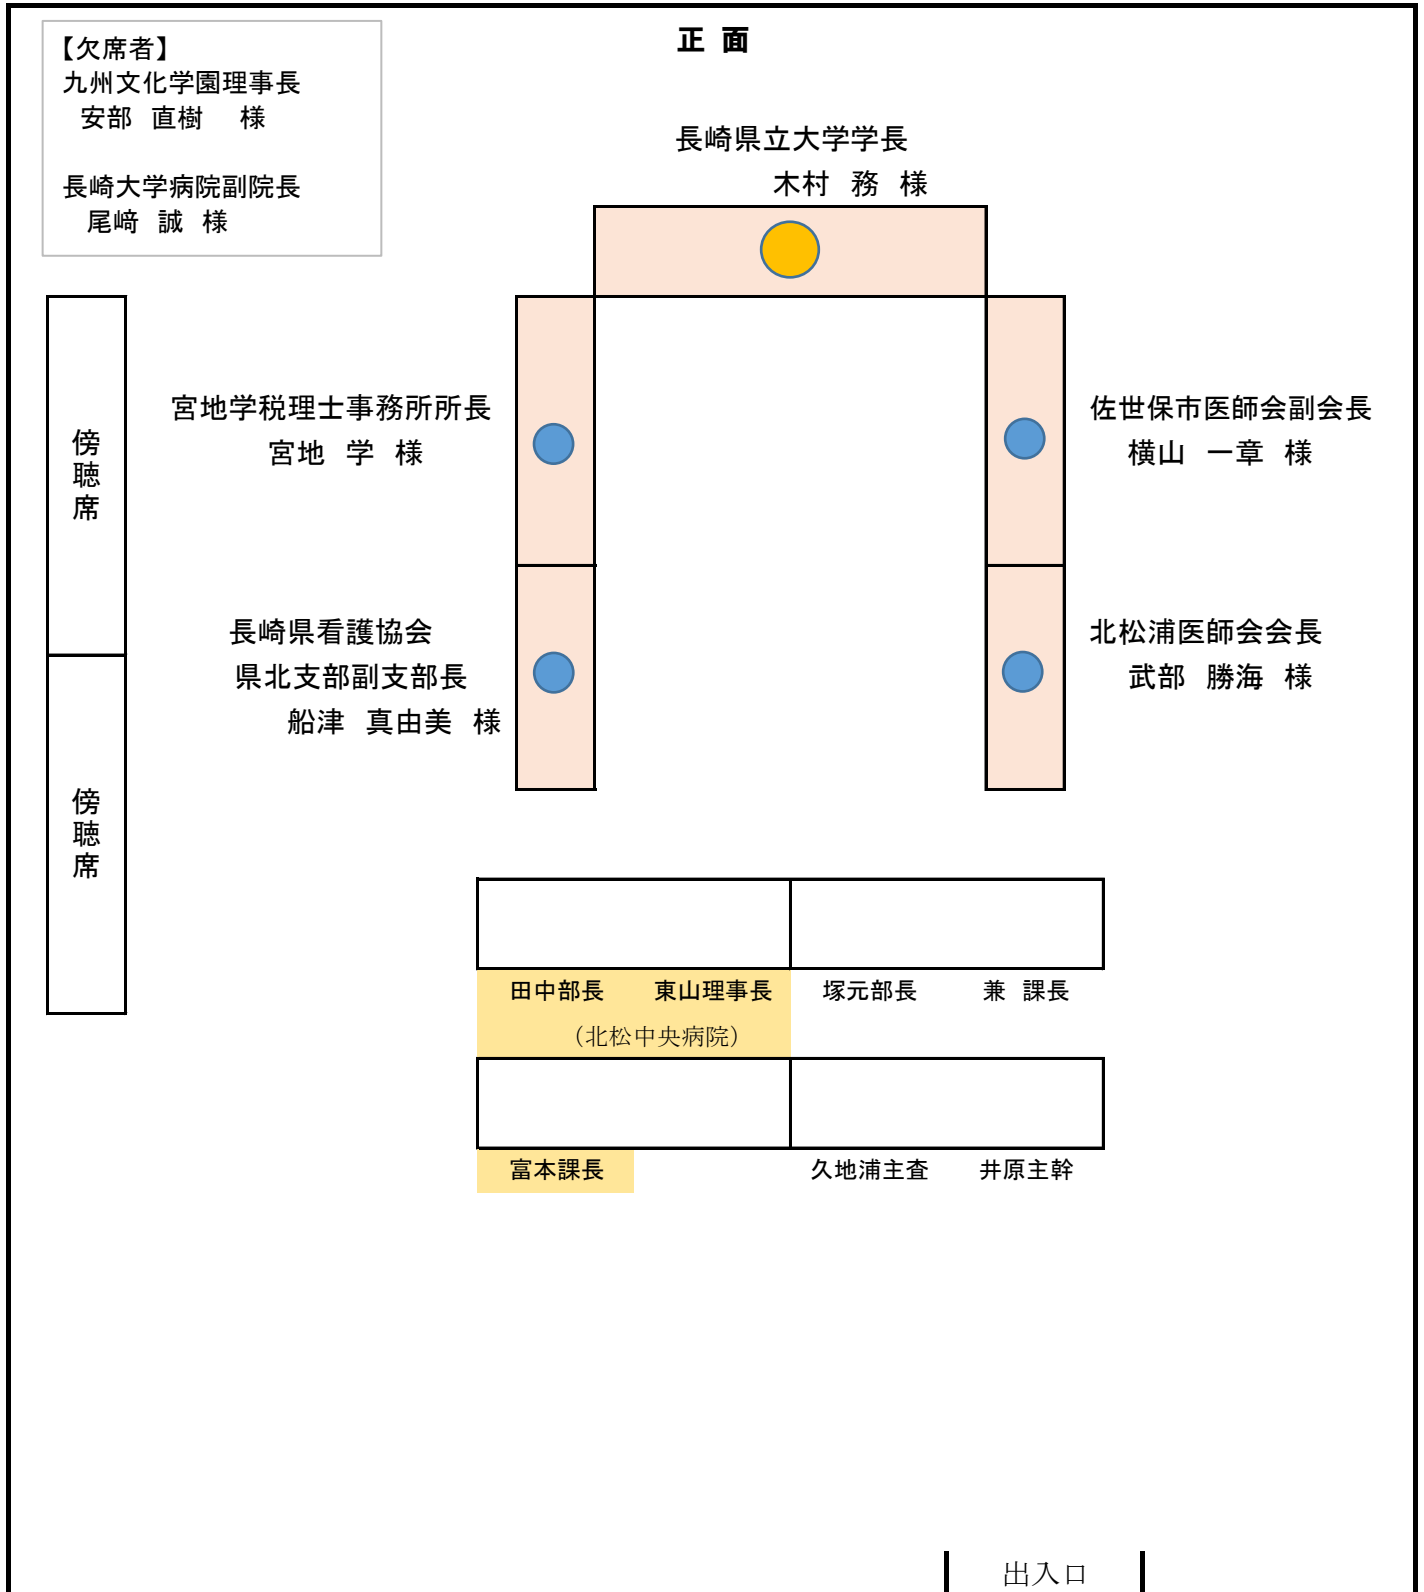 正 面
【欠席者】
九州文化学園理事長
安部 直樹 様
長崎大学病院副院長
尾﨑 誠 様
長崎県立大学学長
木村 務 様
宮地学税理士事務所所長
宮地 学 様
佐世保市医師会副会長
横山 一章 様
長崎県看護協会
県北支部副支部長
船津 真由美 様
北松浦医師会会長
武部 勝海 様
傍聴席
傍聴席
田中部長 東山理事長 塚元部長 兼 課長
（北松中央病院）
富本課長 久地浦主査 井原主幹
出入口